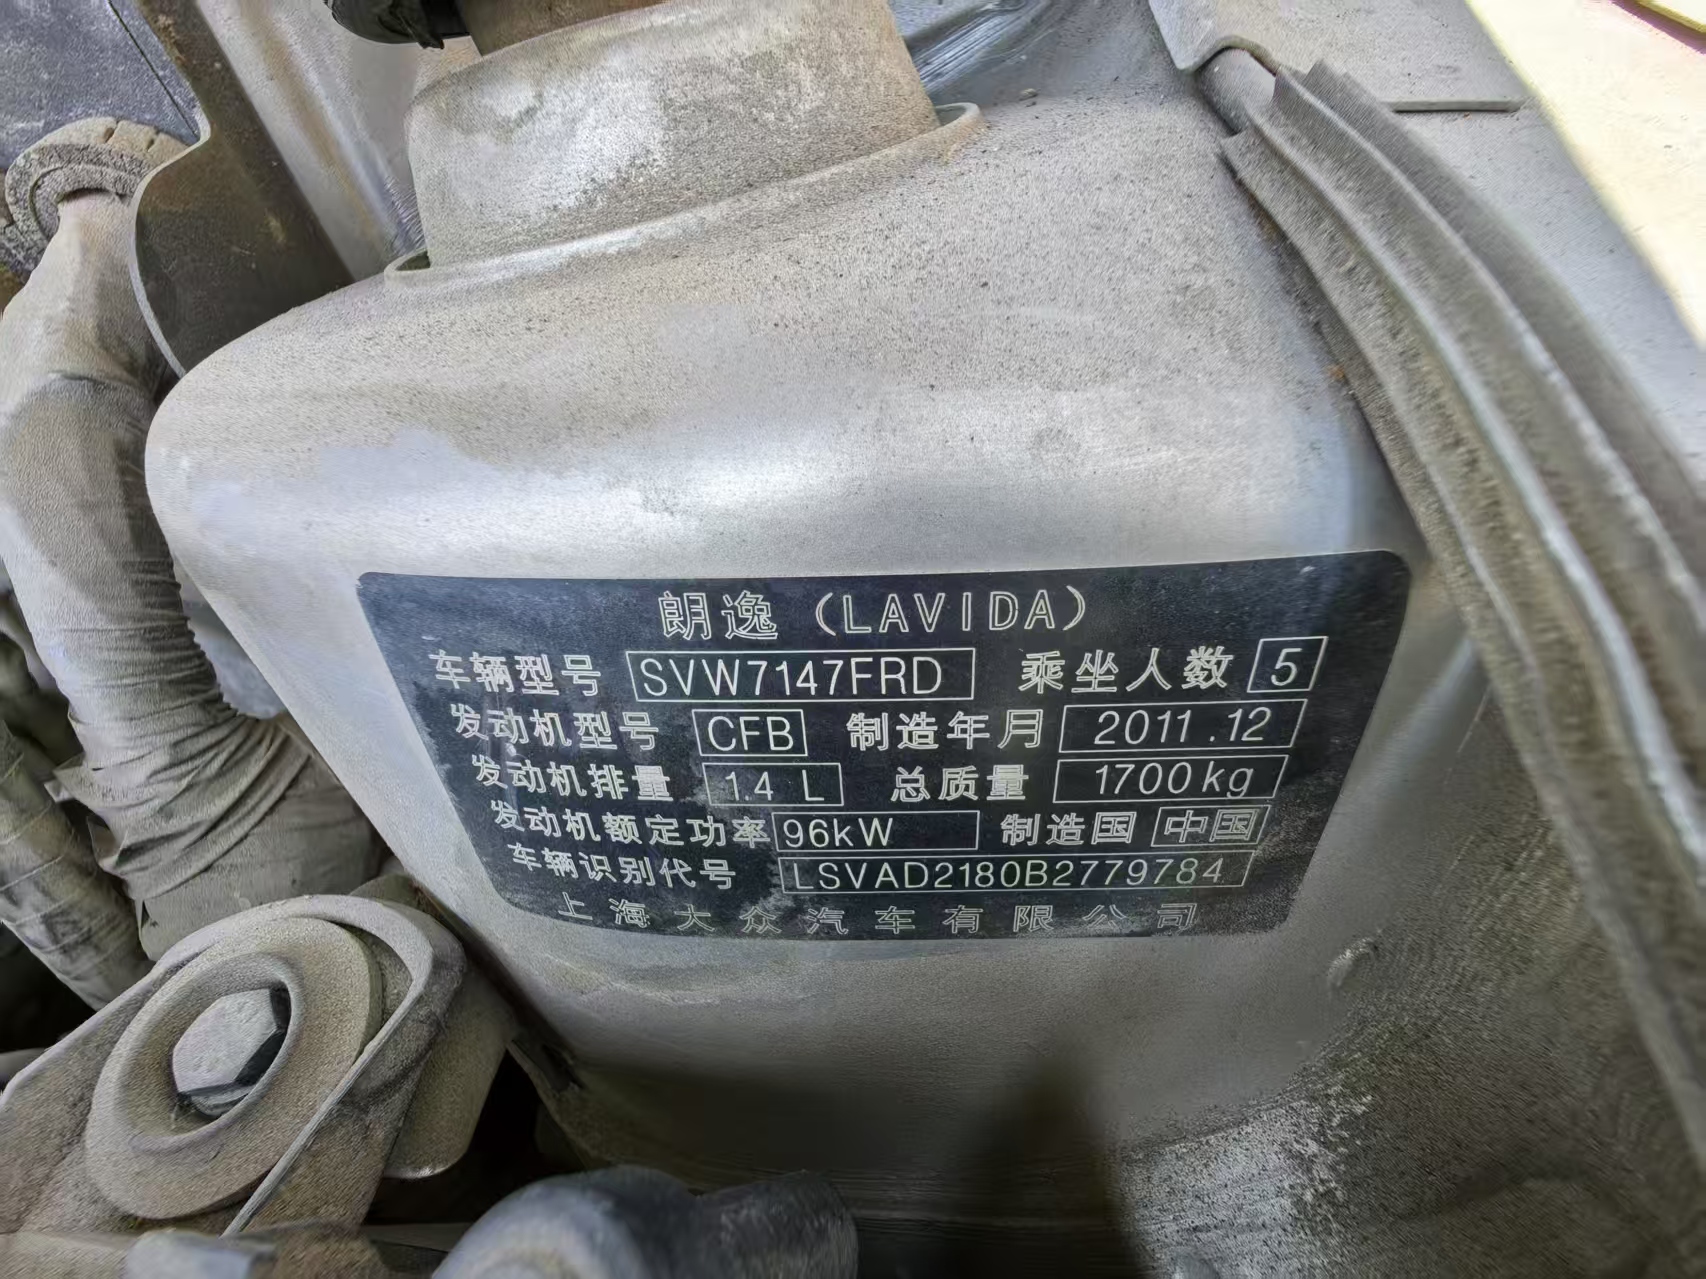 朗逸（LAVIDA）
车辆型号 SVW7147FRD 乘坐人数 5
发动机型号 CFB 制造年月 2011.12
发动机排量 1.4 L 总质量 1700kg
发动机额定功率 96kW 制造国 中国
车辆识别代号 LSVAD2180B2779784
上海大众汽车有限公司